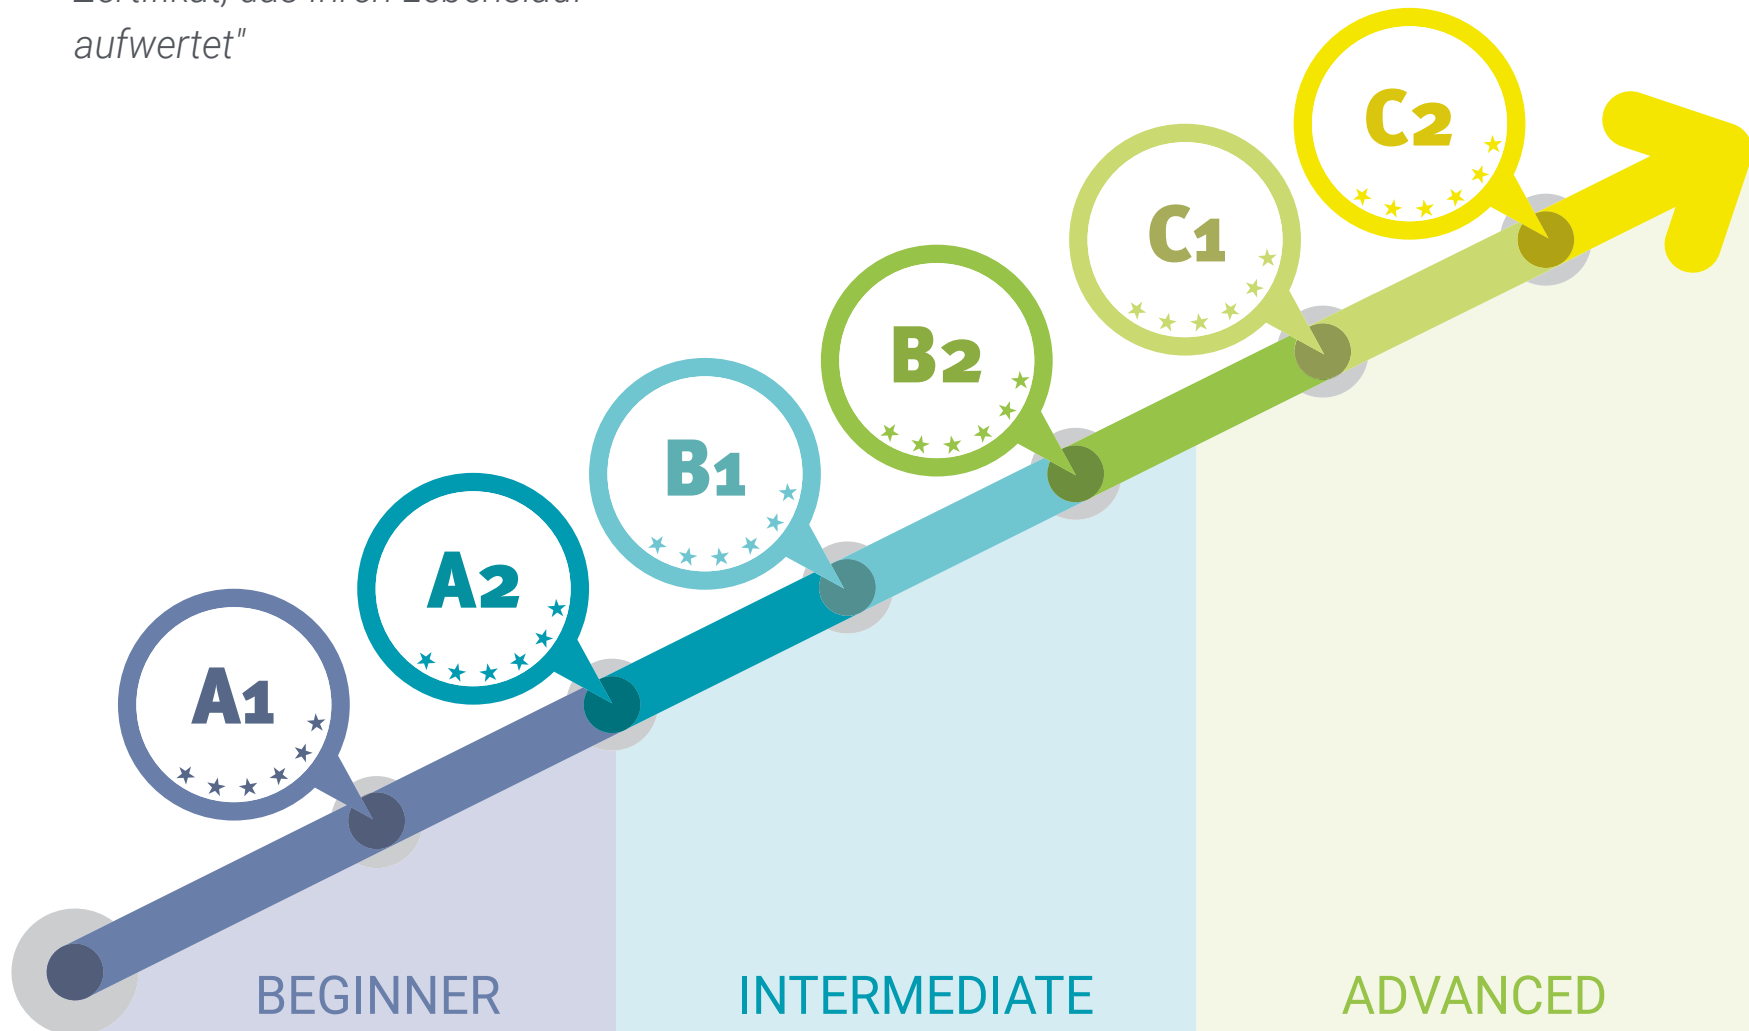 aufwertet"
C2
C1
B2
B1
A2
A1
BEGINNER
INTERMEDIATE
ADVANCED